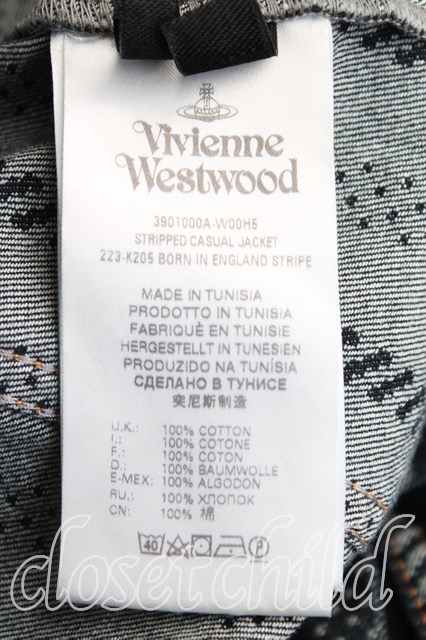 Vivienne
Westwood
3901000A-W00H5
STRIPPED CASUAL JACKET
223-K205 BORN IN ENGLAND STRIPE
MADE IN TUNISIA
PRODOTTO IN TUNISIA
FABRIQUÈ EN TUNISIE
HERGESTELLT IN TUNESIEN
PRODUZIDO NA TUNÍSIA
СДЕЛАНО В ТУНИСЕ
突尼斯制造
U.K.: 100% COTTON
I.: 100% COTONE
F.: 100% COTON
D.: 100% BAUMWOLLE
E-MEX: 100% ALGODON
RU.: 100% ХЛОПОК
CN: 100% 棉
40
P
closetchild